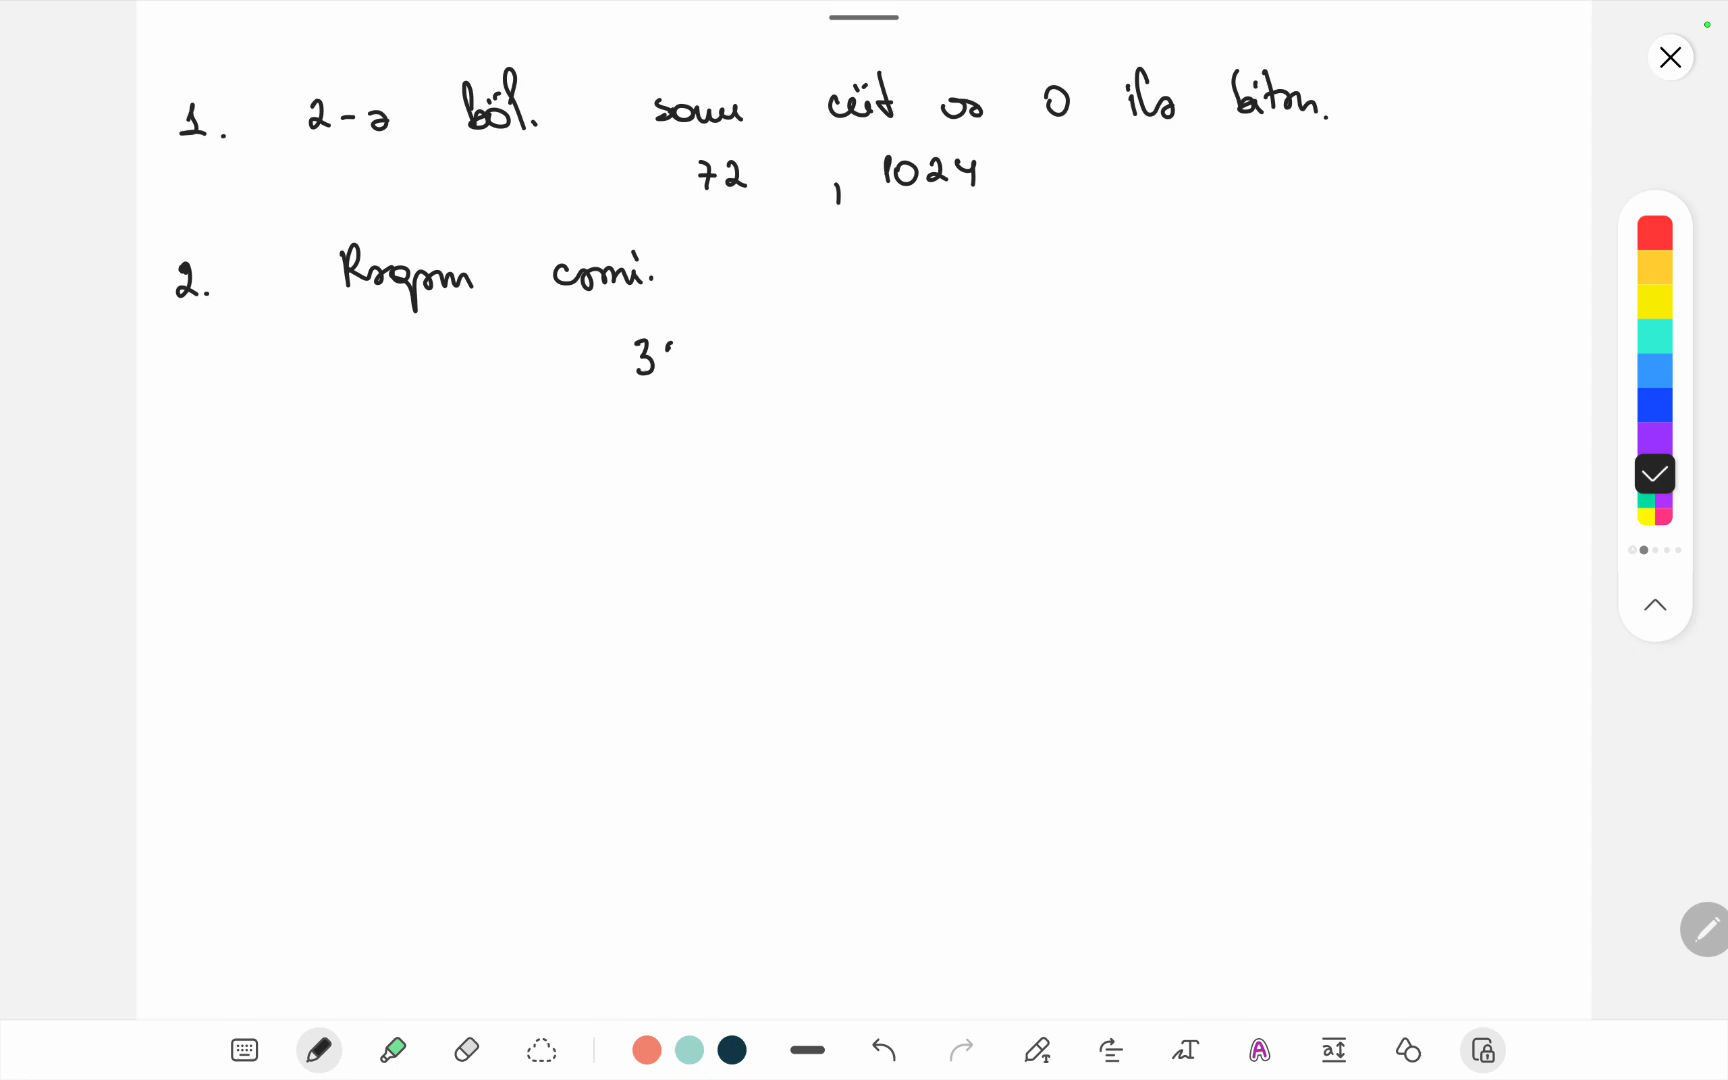 1. 2-ə böl. sonu cüt və 0 ilə bitən.
72 , 1024
2. Rəqəm cəmi.
3